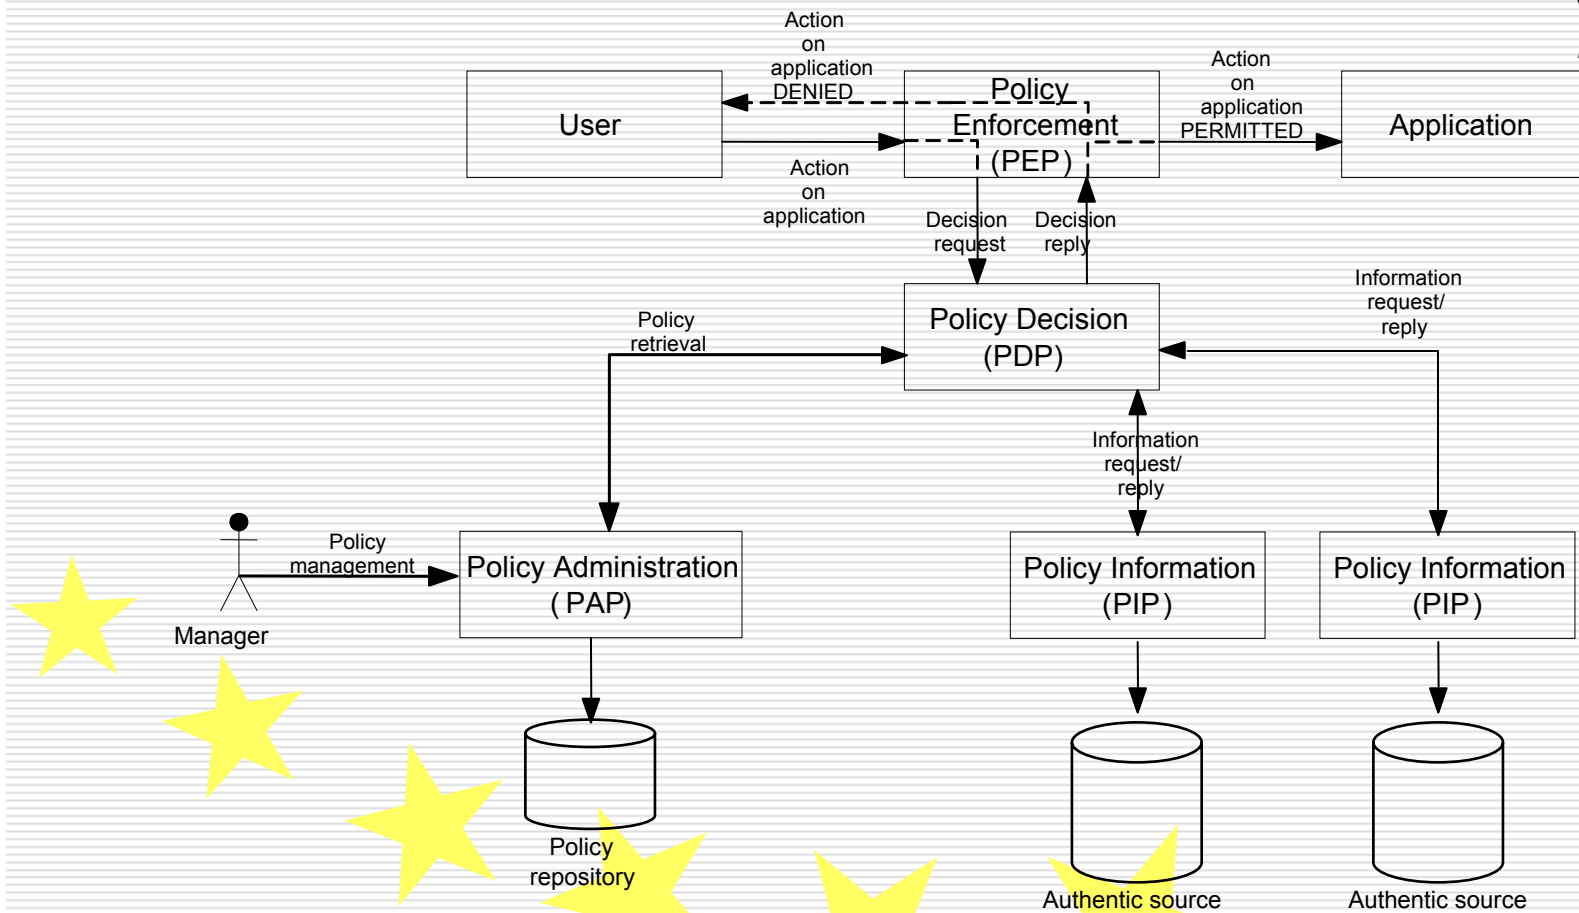 Action
on
application
DENIED
User
Policy
Enforcement
(PEP)
Action
on
application
PERMITTED
Application
Action
on
application
Decision
request
Decision
reply
Policy
retrieval
Policy Decision
(PDP)
Information
request/
reply
Information
request/
reply
Policy
management
Manager
Policy Administration
( PAP)
Policy Information
(PIP)
Policy Information
(PIP)
Policy
repository
Authentic source
Authentic source